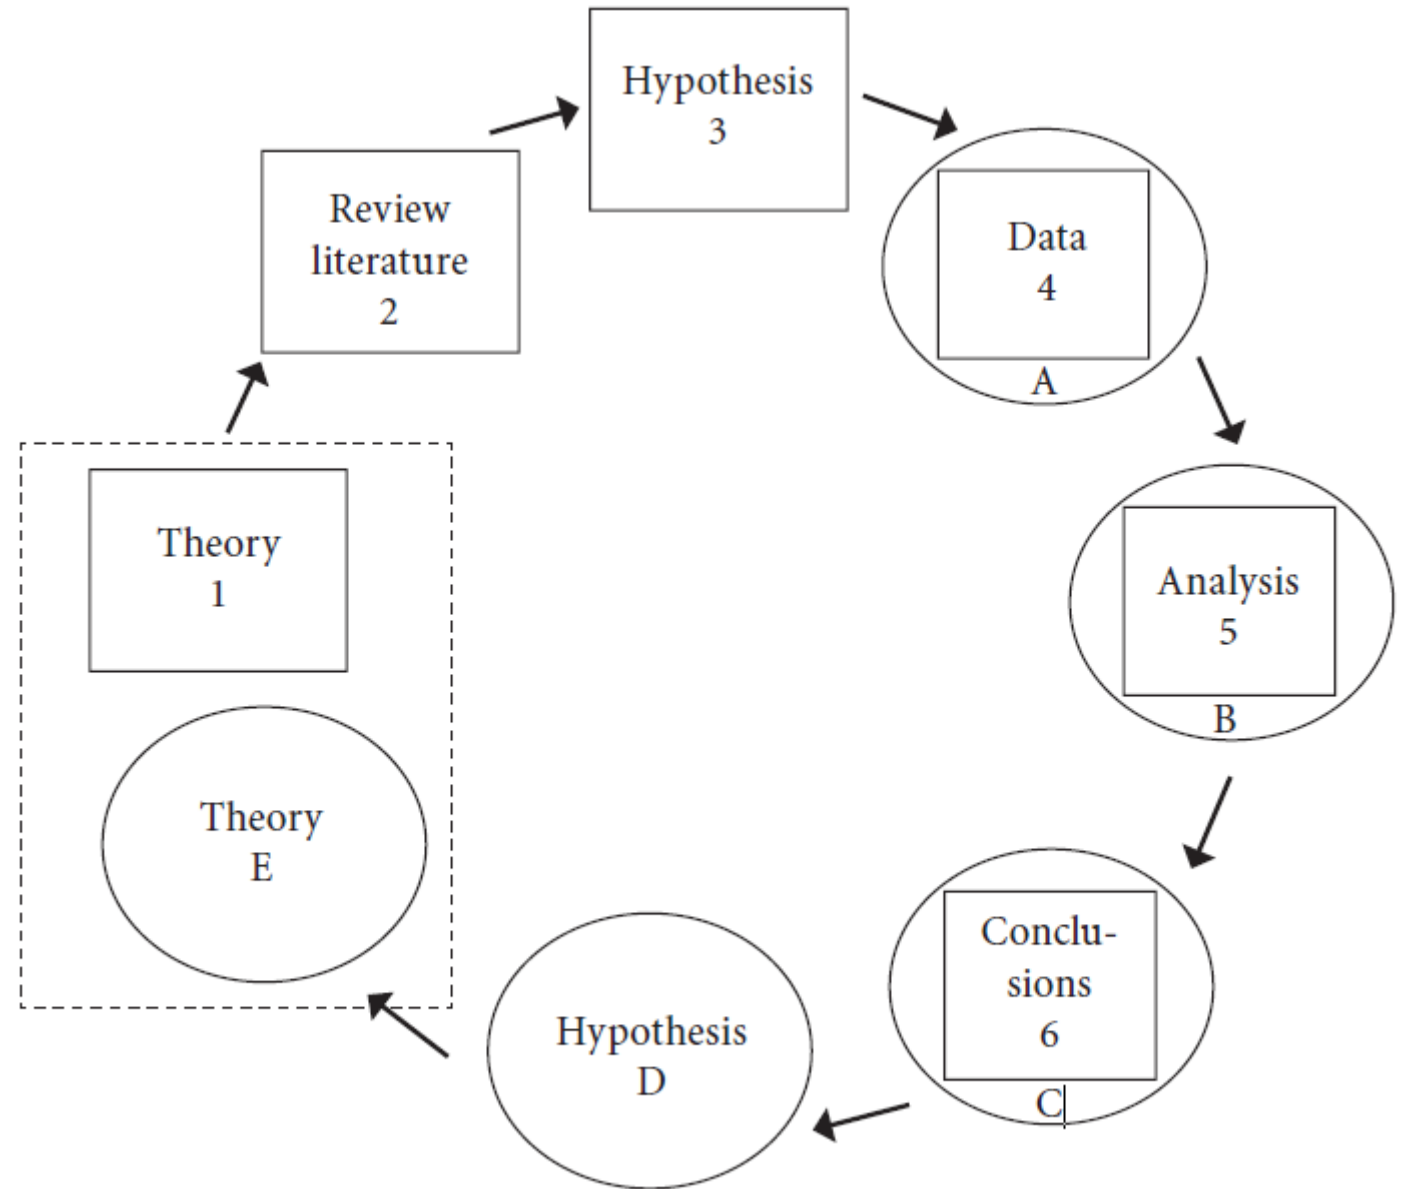 Hypothesis
3
Review
literature
2
Data
4
A
Theory
1
Analysis
5
B
Theory
E
Conclu-
sions
6
C
Hypothesis
D